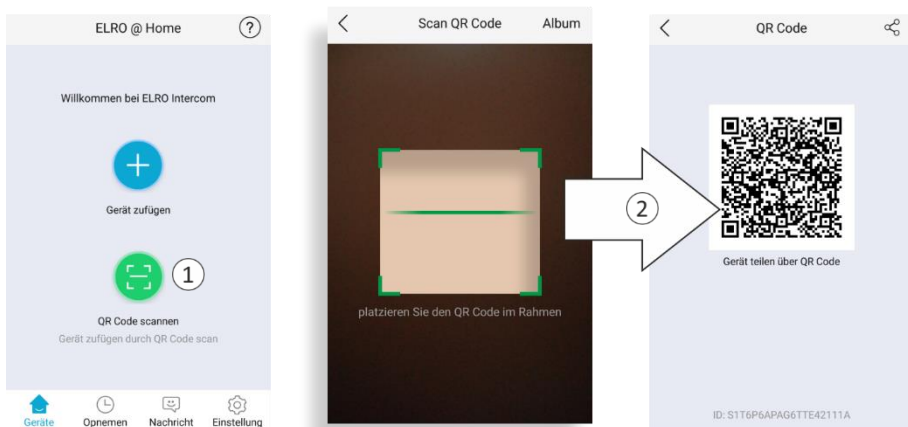 ELRO @ Home
?
Willkommen bei ELRO Intercom
Gerät zufügen
1
QR Code scannen
Gerät zufügen durch QR Code scan
Geräte
Opnemen
Nachricht
Einstellung
Scan QR Code
Album
platzieren Sie den QR Code im Rahmen
2
QR Code
Gerät teilen über QR Code
ID: S1T6P6APAG6TTE42111A